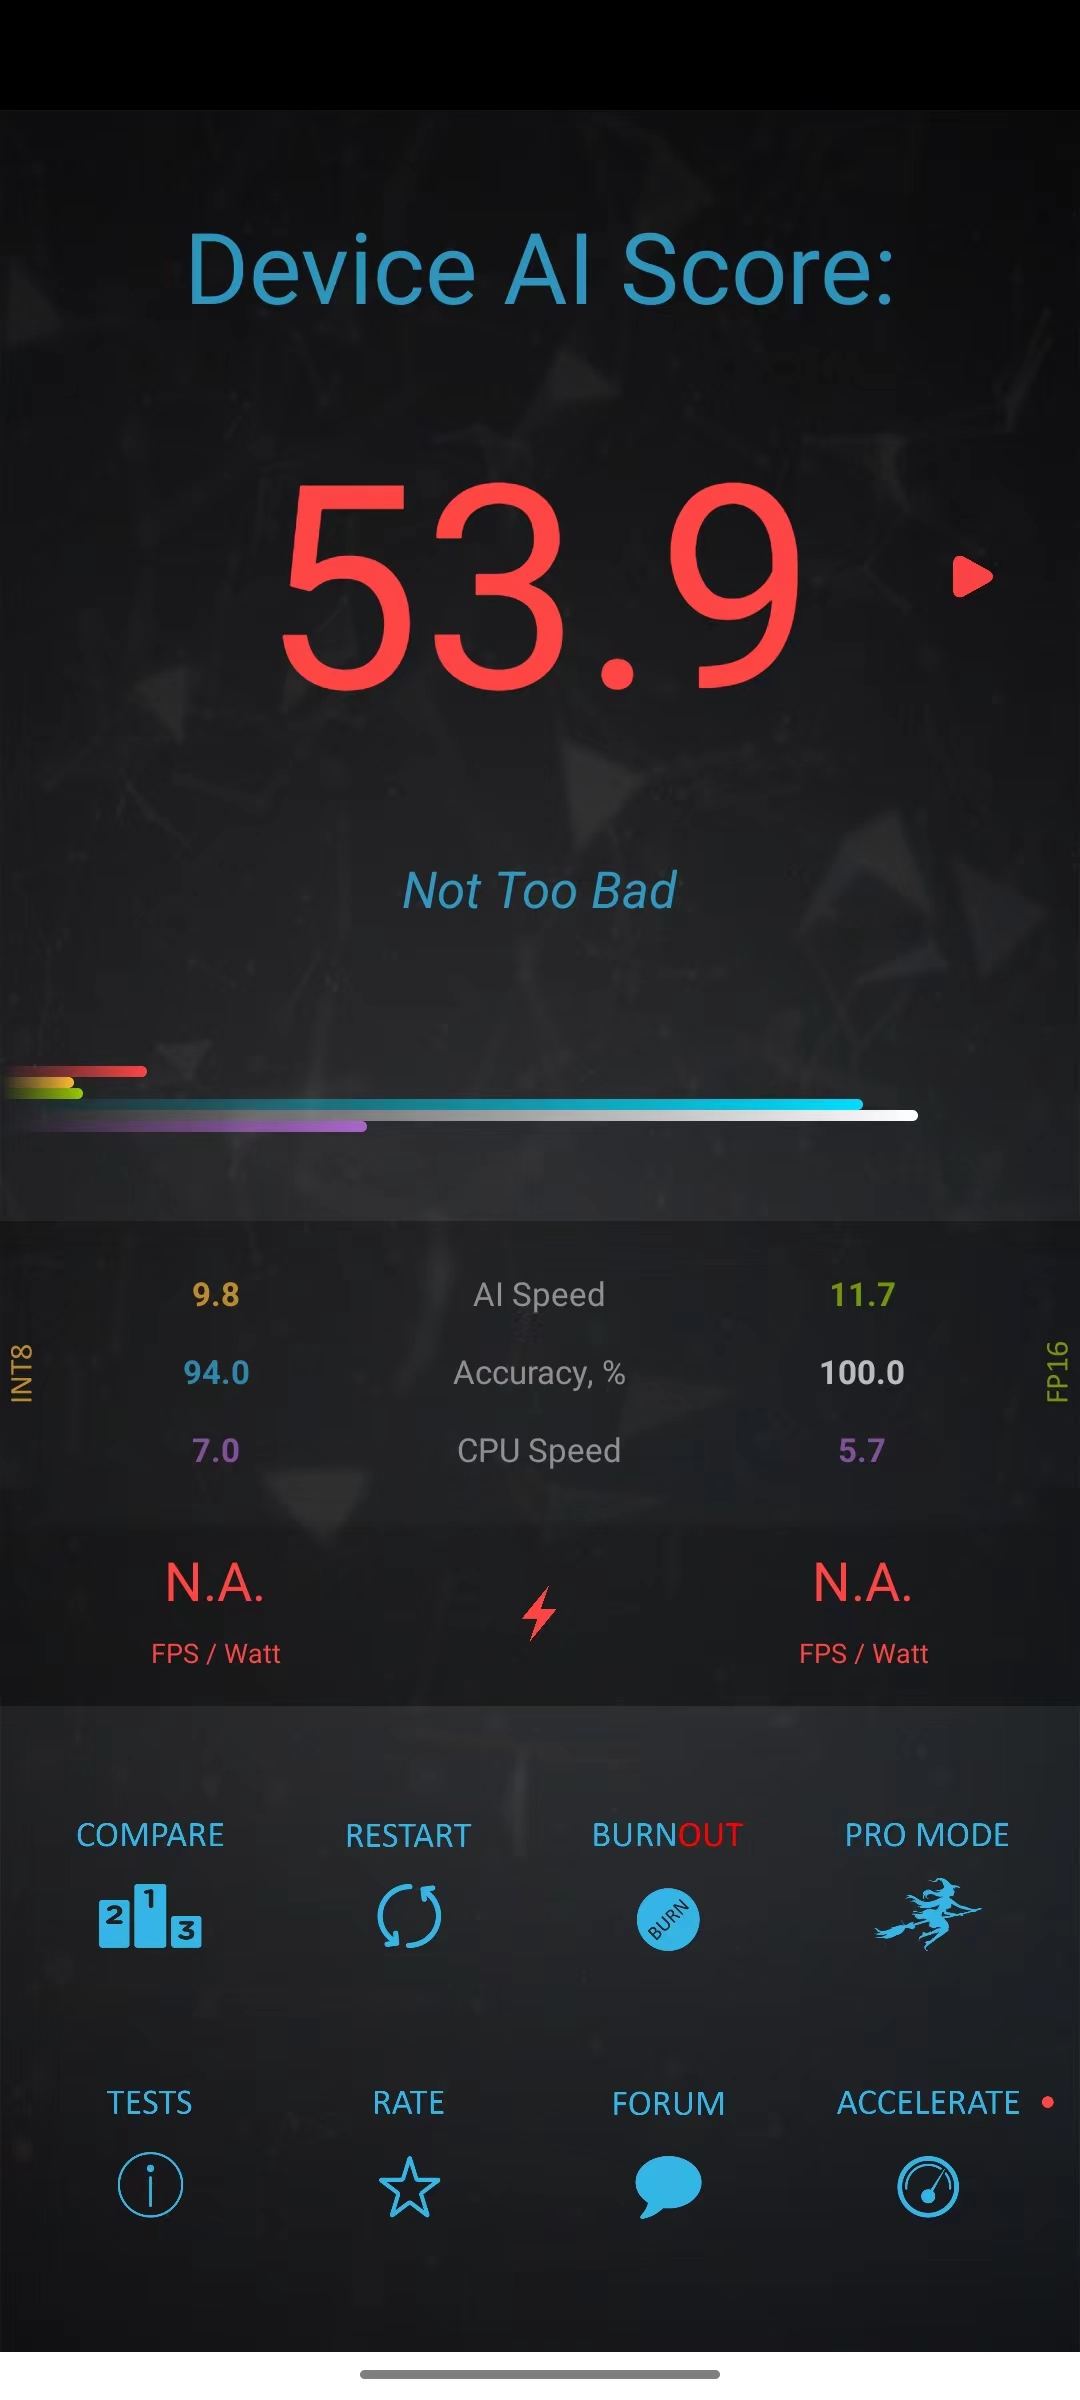 Device AI Score:
53.9
Not Too Bad
INT8
9.8 AI Speed 11.7
94.0 Accuracy, % 100.0
7.0 CPU Speed 5.7
FP16
N.A. N.A.
FPS / Watt FPS / Watt
COMPARE RESTART BURNOUT PRO MODE
2 1 3 BURN
TESTS RATE FORUM ACCELERATE